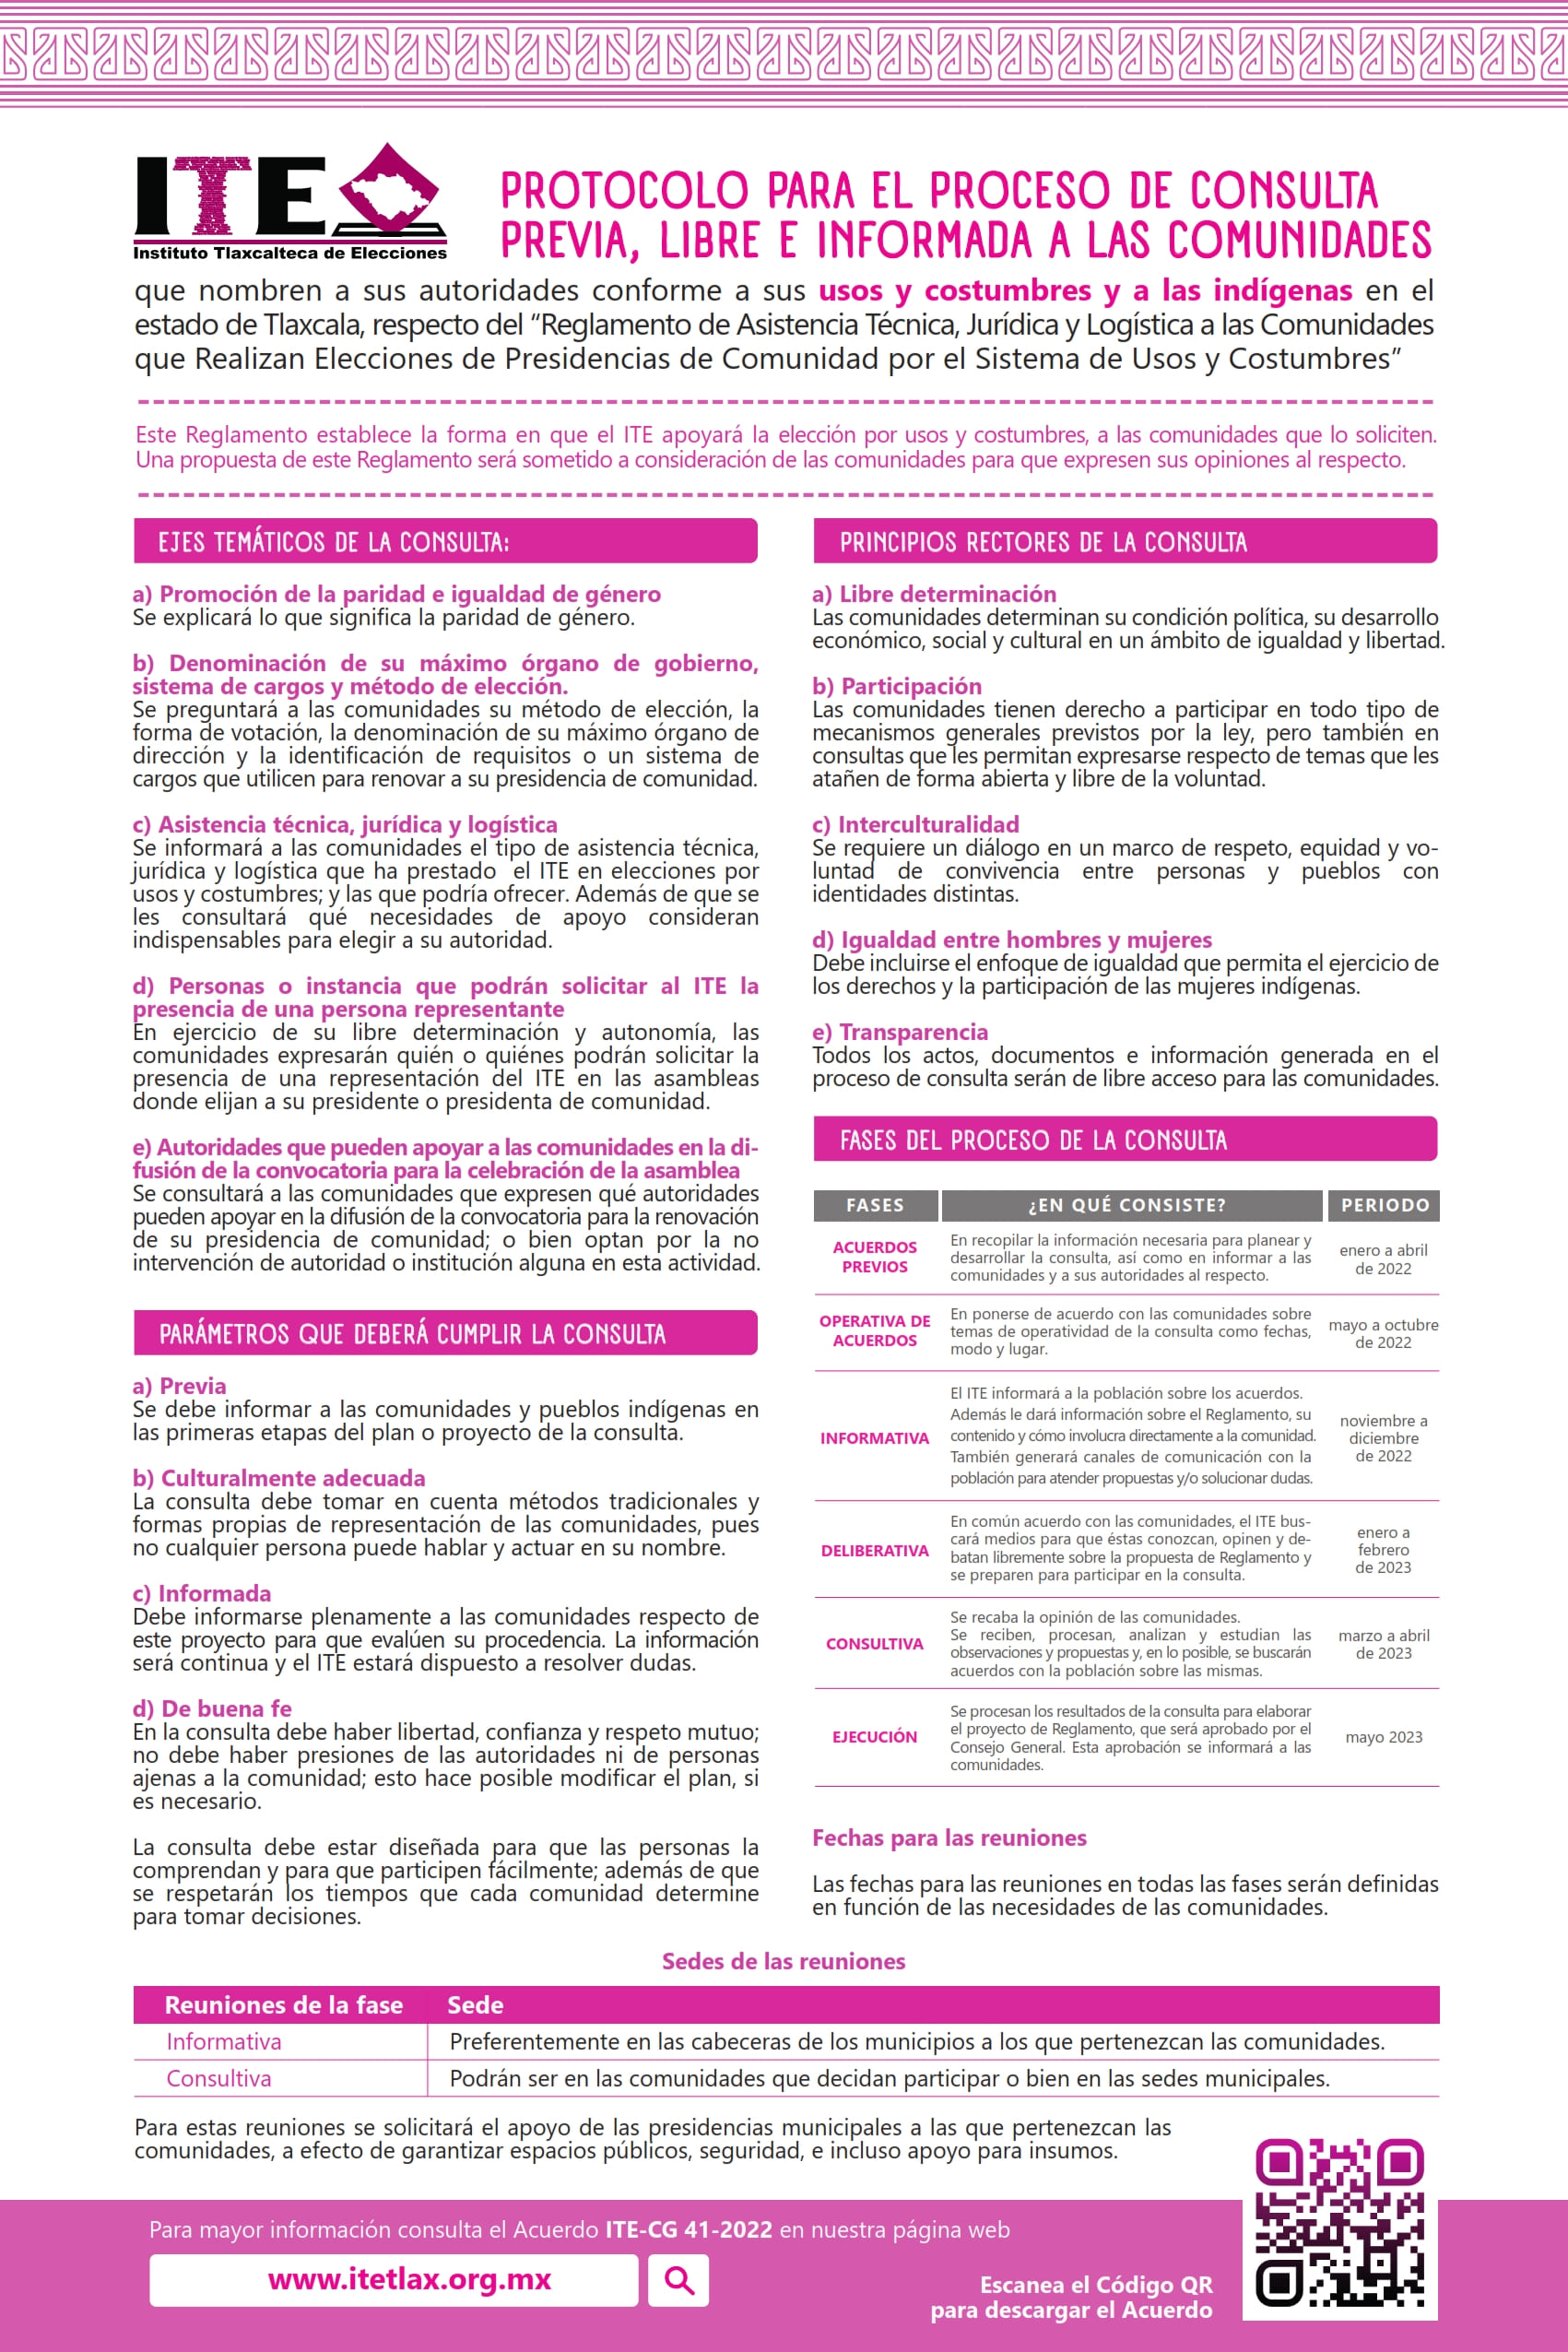 ITE
Instituto Tlaxcalteca de Elecciones
PROTOCOLO PARA EL PROCESO DE CONSULTA
PREVIA, LIBRE E INFORMADA A LAS COMUNIDADES
que nombren a sus autoridades conforme a sus usos y costumbres y a las indígenas en el
estado de Tlaxcala, respecto del “Reglamento de Asistencia Técnica, Jurídica y Logística a las Comunidades
que Realizan Elecciones de Presidencias de Comunidad por el Sistema de Usos y Costumbres”
Este Reglamento establece la forma en que el ITE apoyará la elección por usos y costumbres, a las comunidades que lo soliciten.
Una propuesta de este Reglamento será sometido a consideración de las comunidades para que expresen sus opiniones al respecto.
EJES TEMÁTICOS DE LA CONSULTA:
a) Promoción de la paridad e igualdad de género
Se explicará lo que significa la paridad de género.
b) Denominación de su máximo órgano de gobierno,
sistema de cargos y método de elección.
Se preguntará a las comunidades su método de elección, la
forma de votación, la denominación de su máximo órgano de
dirección y la identificación de requisitos o un sistema de
cargos que utilicen para renovar a su presidencia de comunidad.
c) Asistencia técnica, jurídica y logística
Se informará a las comunidades el tipo de asistencia técnica,
jurídica y logística que ha prestado el ITE en elecciones por
usos y costumbres; y las que podría ofrecer. Además de que se
les consultará qué necesidades de apoyo consideran
indispensables para elegir a su autoridad.
d) Personas o instancia que podrán solicitar al ITE la
presencia de una persona representante
En ejercicio de su libre determinación y autonomía, las
comunidades expresarán quién o quiénes podrán solicitar la
presencia de una representación del ITE en las asambleas
donde elijan a su presidente o presidenta de comunidad.
e) Autoridades que pueden apoyar a las comunidades en la di-
fusión de la convocatoria para la celebración de la asamblea
Se consultará a las comunidades que expresen qué autoridades
pueden apoyar en la difusión de la convocatoria para la renovación
de su presidencia de comunidad; o bien optan por la no
intervención de autoridad o institución alguna en esta actividad.
PARÁMETROS QUE DEBERÁ CUMPLIR LA CONSULTA
a) Previa
Se debe informar a las comunidades y pueblos indígenas en
las primeras etapas del plan o proyecto de la consulta.
b) Culturalmente adecuada
La consulta debe tomar en cuenta métodos tradicionales y
formas propias de representación de las comunidades, pues
no cualquier persona puede hablar y actuar en su nombre.
c) Informada
Debe informarse plenamente a las comunidades respecto de
este proyecto para que evalúen su procedencia. La información
será continua y el ITE estará dispuesto a resolver dudas.
d) De buena fe
En la consulta debe haber libertad, confianza y respeto mutuo;
no debe haber presiones de las autoridades ni de personas
ajenas a la comunidad; esto hace posible modificar el plan, si
es necesario.
La consulta debe estar diseñada para que las personas la
comprendan y para que participen fácilmente; además de que
se respetarán los tiempos que cada comunidad determine
para tomar decisiones.
PRINCIPIOS RECTORES DE LA CONSULTA
a) Libre determinación
Las comunidades determinan su condición política, su desarrollo
económico, social y cultural en un ámbito de igualdad y libertad.
b) Participación
Las comunidades tienen derecho a participar en todo tipo de
mecanismos generales previstos por la ley, pero también en
consultas que les permitan expresarse respecto de temas que les
atañen de forma abierta y libre de la voluntad.
c) Interculturalidad
Se requiere un diálogo en un marco de respeto, equidad y vo-
luntad de convivencia entre personas y pueblos con
identidades distintas.
d) Igualdad entre hombres y mujeres
Debe incluirse el enfoque de igualdad que permita el ejercicio de
los derechos y la participación de las mujeres indígenas.
e) Transparencia
Todos los actos, documentos e información generada en el
proceso de consulta serán de libre acceso para las comunidades.
FASES DEL PROCESO DE LA CONSULTA
FASES ¿EN QUÉ CONSISTE? PERIODO
ACUERDOS
PREVIOS
En recopilar la información necesaria para planear y
desarrollar la consulta, así como en informar a las
comunidades y a sus autoridades al respecto.
enero a abril
de 2022
OPERATIVA DE
ACUERDOS
En ponerse de acuerdo con las comunidades sobre
temas de operatividad de la consulta como fechas,
modo y lugar.
mayo a octubre
de 2022
INFORMATIVA
El ITE informará a la población sobre los acuerdos.
Además le dará información sobre el Reglamento, su
contenido y cómo involucra directamente a la comunidad.
También generará canales de comunicación con la
población para atender propuestas y/o solucionar dudas.
noviembre a
diciembre
de 2022
DELIBERATIVA
En común acuerdo con las comunidades, el ITE bus-
cará medios para que éstas conozcan, opinen y de-
batan libremente sobre la propuesta de Reglamento y
se preparen para participar en la consulta.
enero a
febrero
de 2023
CONSULTIVA
Se recaba la opinión de las comunidades.
Se reciben, procesan, analizan y estudian las
observaciones y propuestas y, en lo posible, se buscarán
acuerdos con la población sobre las mismas.
marzo a abril
de 2023
EJECUCIÓN
Se procesan los resultados de la consulta para elaborar
el proyecto de Reglamento, que será aprobado por el
Consejo General. Esta aprobación se informará a las
comunidades.
mayo 2023
Fechas para las reuniones
Las fechas para las reuniones en todas las fases serán definidas
en función de las necesidades de las comunidades.
Sedes de las reuniones
Reuniones de la fase Sede
Informativa Preferentemente en las cabeceras de los municipios a los que pertenezcan las comunidades.
Consultiva Podrán ser en las comunidades que decidan participar o bien en las sedes municipales.
Para estas reuniones se solicitará el apoyo de las presidencias municipales a las que pertenezcan las
comunidades, a efecto de garantizar espacios públicos, seguridad, e incluso apoyo para insumos.
Para mayor información consulta el Acuerdo ITE-CG 41-2022 en nuestra página web
www.itetlax.org.mx
Escanea el Código QR
para descargar el Acuerdo